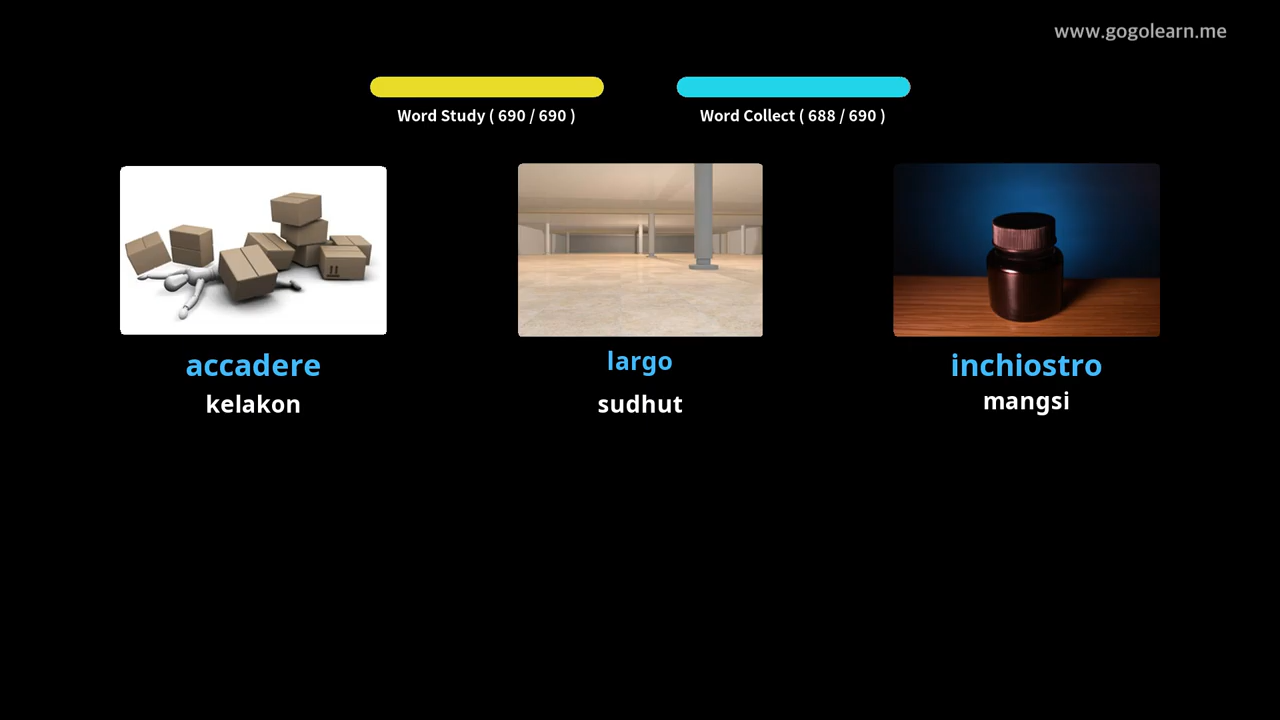 www.gogolearn.me
Word Study ( 690 / 690 )
Word Collect ( 688 / 690 )
accadere
kelakon
largo
sudhut
inchiostro
mangsi